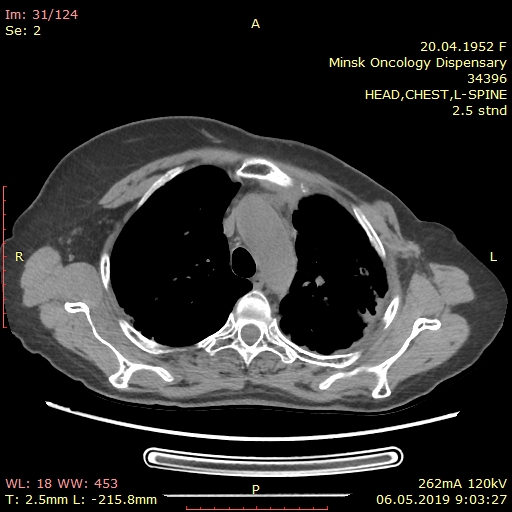 Im: 31/124
Se: 2
A
20.04.1952 F
Minsk Oncology Dispensary
34396
HEAD,CHEST,L-SPINE
2.5 stnd
R
L
WL: 18 WW: 453
T: 2.5mm L: -215.8mm
P
262mA 120kV
06.05.2019 9:03:27